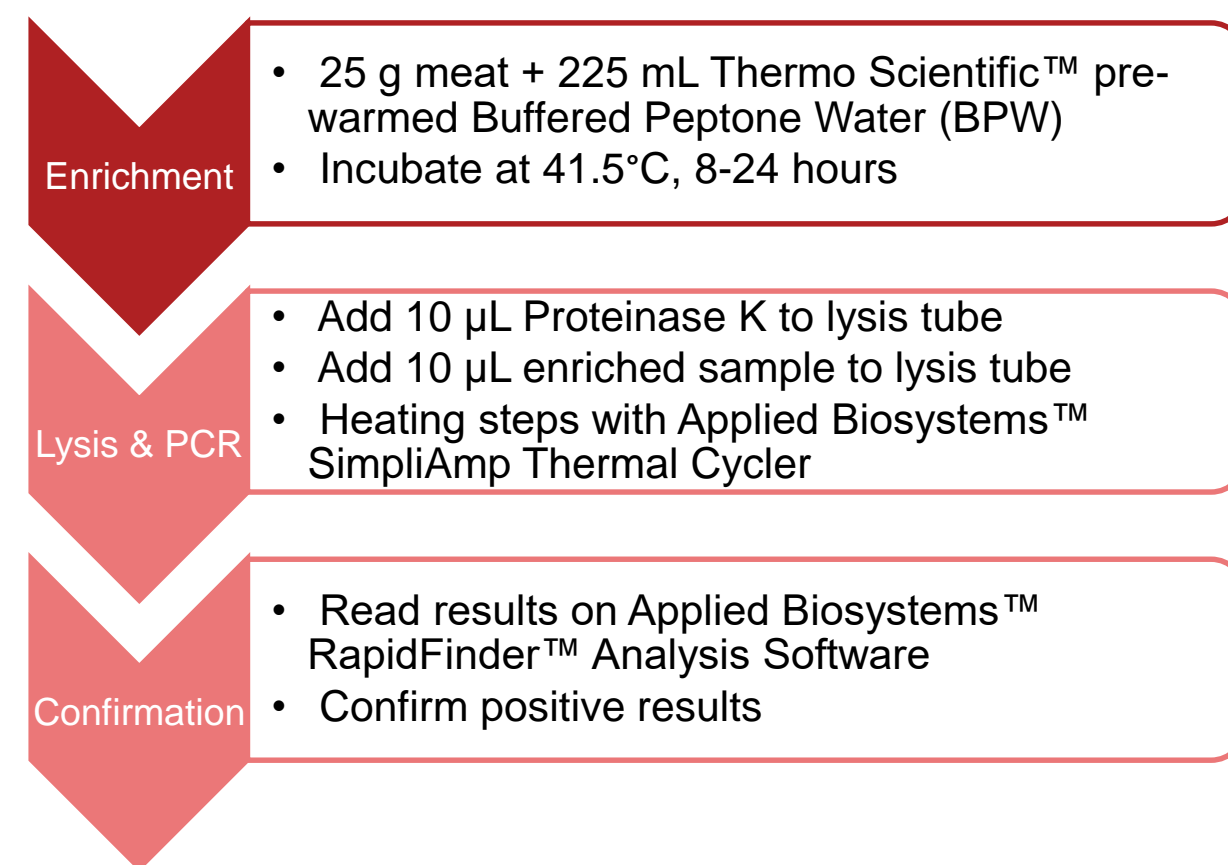 Enrichment
• 25 g meat + 225 mL Thermo Scientific™ pre-
warmed Buffered Peptone Water (BPW)
• Incubate at 41.5°C, 8-24 hours
Lysis & PCR
• Add 10 µL Proteinase K to lysis tube
• Add 10 µL enriched sample to lysis tube
• Heating steps with Applied Biosystems™
SimpliAmp Thermal Cycler
Confirmation
• Read results on Applied Biosystems™
RapidFinder™ Analysis Software
• Confirm positive results